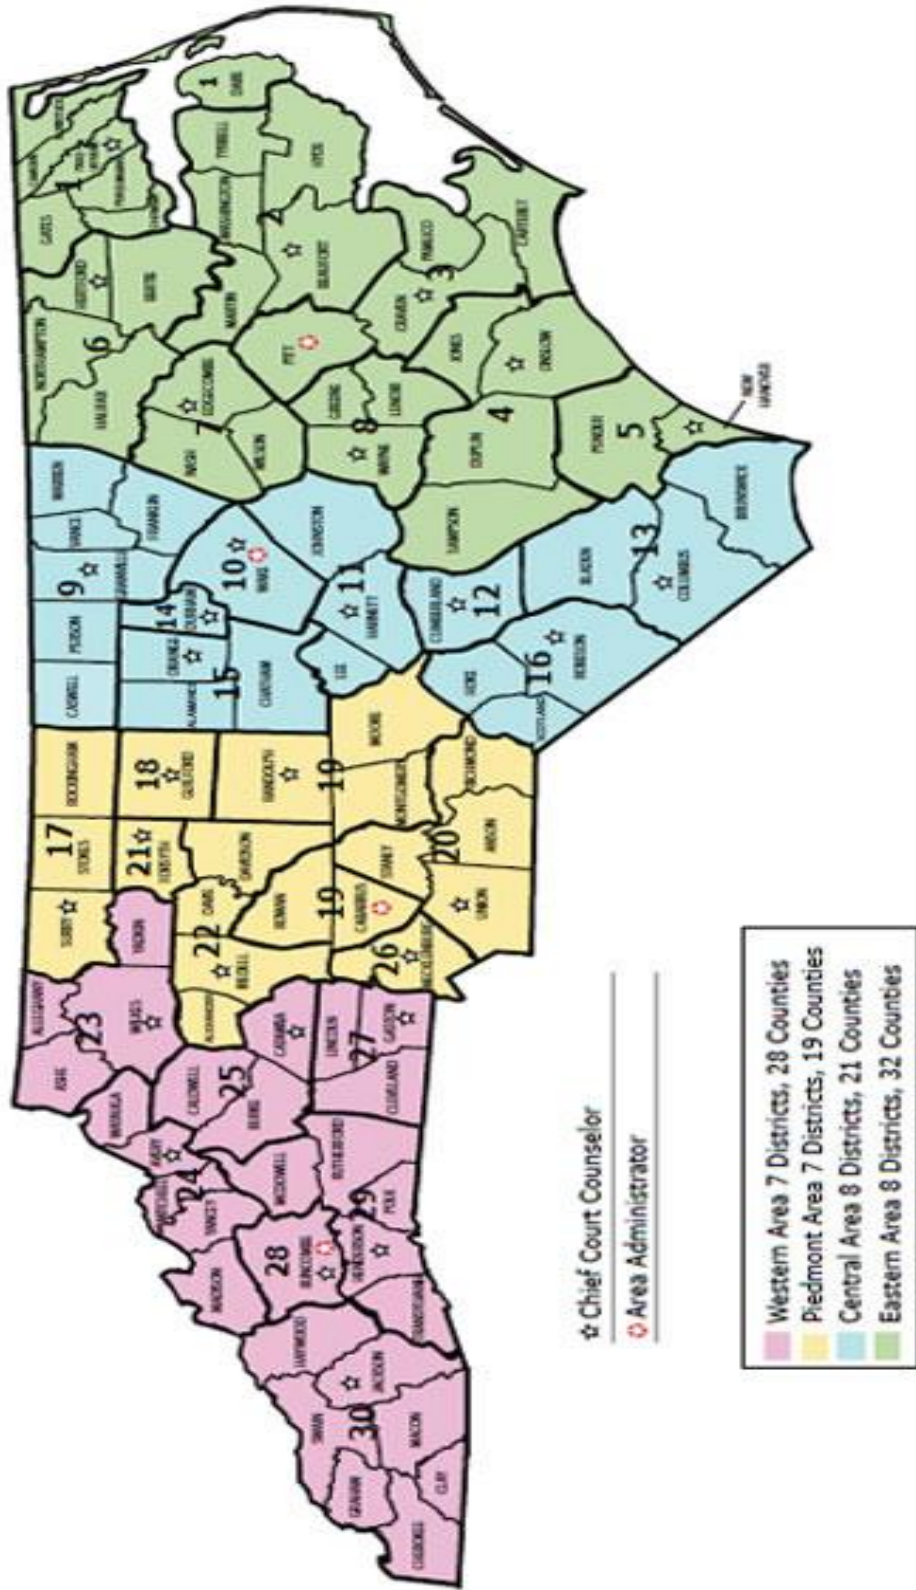 CHEROKEE
GRAHAM
CLAY
SWAIN
30
MACON
JACKSON
HAYWOOD
TRANSYLVANIA
MADISON
28
BUNCOMBE
HENDERSON
29
POLK
YANCEY
MITCHELL
24
AVERY
MCDOWELL
RUTHERFORD
WATAUGA
CALDWELL
25
BURKE
CLEVELAND
ASHE
ALLEGHANY
23
WILKES
CATAWBA
LINCOLN
27
GASTON
YADKIN
ALEXANDER
SURRY
STOKES
17
ROCKINGHAM
21
FORSYTH
18
GUILFORD
22
IREDELL
DAVIE
DAVIDSON
RANDOLPH
ROWAN
19
CABARRUS
26
MECKLENBURG
STANLY
20
UNION
ANSON
MONTGOMERY
19
MOORE
RICHMOND
CASWELL
PERSON
9
GRANVILLE
VANCE
WARREN
FRANKLIN
ALAMANCE
15
ORANGE
14
DURHAM
CHATHAM
10
WAKE
JOHNSTON
LEE
11
HARNETT
HOKE
CUMBERLAND
12
SCOTLAND
16
ROBESON
BLADEN
13
COLUMBUS
BRUNSWICK
NORTHAMPTON
6
HALIFAX
HERTFORD
BERTIE
GATES
1
NASH
7
EDGECOMBE
WILSON
MARTIN
WASHINGTON
TYRRELL
1
DARE
PITT
2
BEAUFORT
HYDE
GREENE
8
WAYNE
LENOIR
CRAVEN
3
PAMLICO
CARTERET
JONES
ONSLOW
SAMPSON
DUPLIN
4
PENDER
5
NEW
HANOVER
Chief Court Counselor
Area Administrator
Western Area 7 Districts, 28 Counties
Piedmont Area 7 Districts, 19 Counties
Central Area 8 Districts, 21 Counties
Eastern Area 8 Districts, 32 Counties